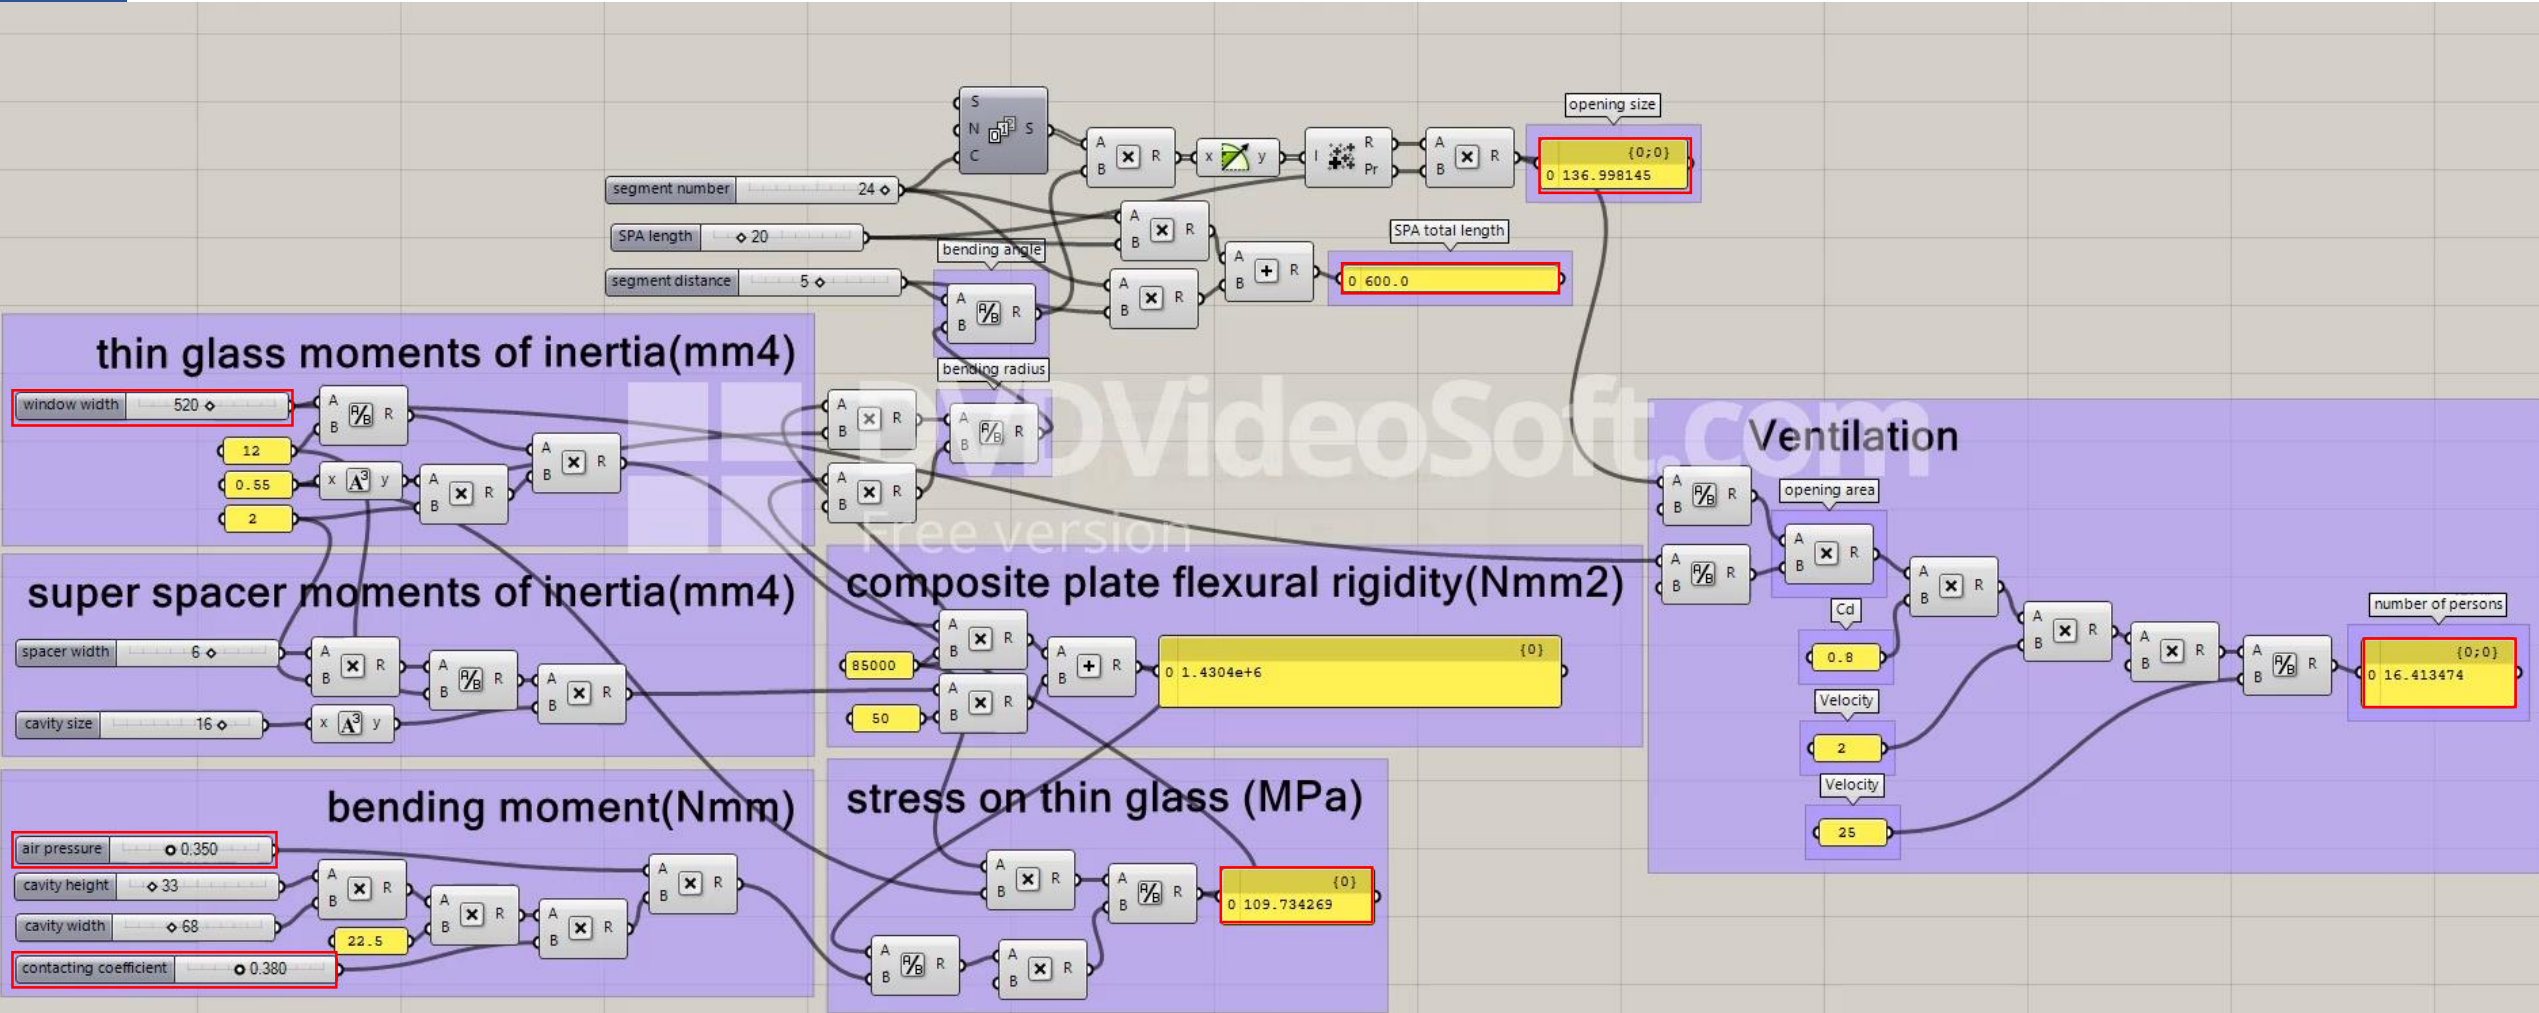 opening size
S
N
S
C
A
B
R
x
y
I
R
Pr
A
B
R
{0;0}
0 136.998145
segment number
24
SPA length
20
segment distance
5
A
B
R
A
B
R
A
B
R
SPA total length
0 600.0
bending angle
A
B
R
bending radius
A
B
R
A
B
R
A
B
R
thin glass moments of inertia(mm4)
window width
520
12
0.55
2
A
B
R
x
A³
y
A
B
R
A
B
R
DVDVideoSoft.com
Free version
super spacer moments of inertia(mm4)
spacer width
6
cavity size
16
A
B
R
A
B
R
x
A³
y
A
B
R
composite plate flexural rigidity(Nmm2)
85000
50
A
B
R
A
B
R
A
B
R
{0}
0 1.4304e+6
bending moment(Nmm)
air pressure
0.350
cavity height
33
cavity width
68
contacting coefficient
0.380
22.5
A
B
R
A
B
R
A
B
R
A
B
R
stress on thin glass (MPa)
A
B
R
A
B
R
A
B
R
A
B
R
{0}
0 109.734269
Ventilation
A
B
R
A
B
R
opening area
A
B
R
Cd
0.8
Velocity
2
Velocity
25
A
B
R
A
B
R
A
B
R
A
B
R
number of persons
{0;0}
0 16.413474